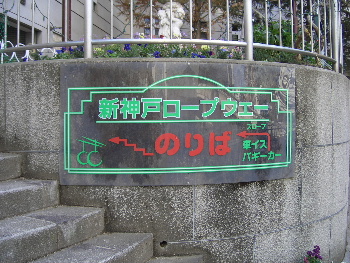 新神戸ロープウェー
のりば
スロープ
車イス
バギーカー